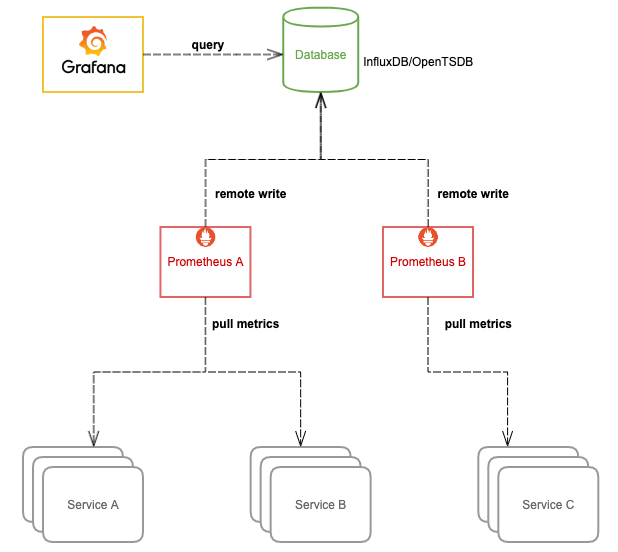 Grafana
query
Database
InfluxDB/OpenTSDB
remote write
remote write
Prometheus A
Prometheus B
pull metrics
pull metrics
Service A
Service B
Service C